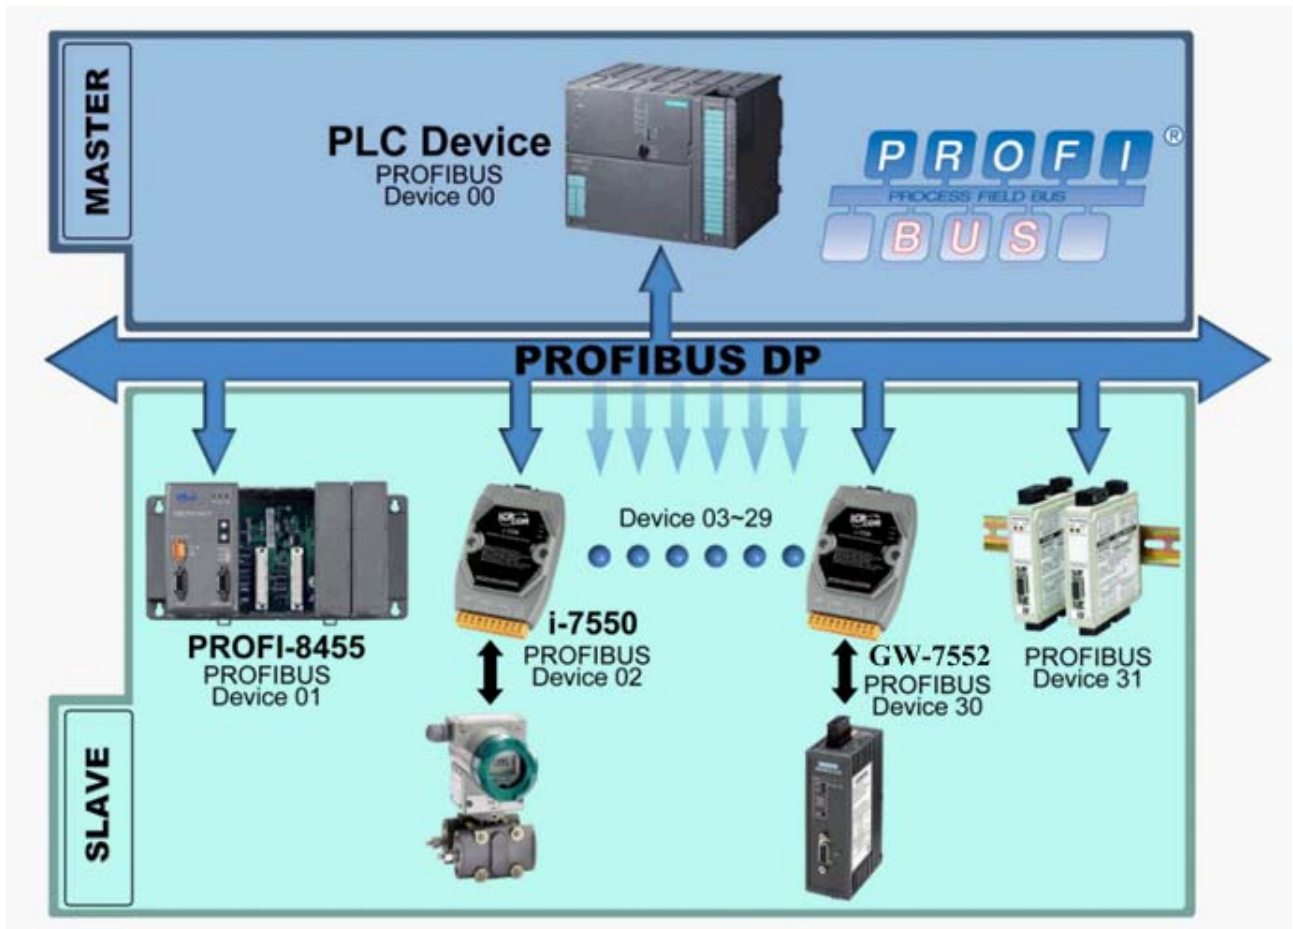 MASTER
PLC Device
PROFIBUS
Device 00
PROFI
®
PROCESS FIELD BUS
BUS
PROFIBUS DP
Device 03~29
PROFI-8455
PROFIBUS
Device 01
i-7550
PROFIBUS
Device 02
GW-7552
PROFIBUS
Device 30
PROFIBUS
Device 31
SLAVE